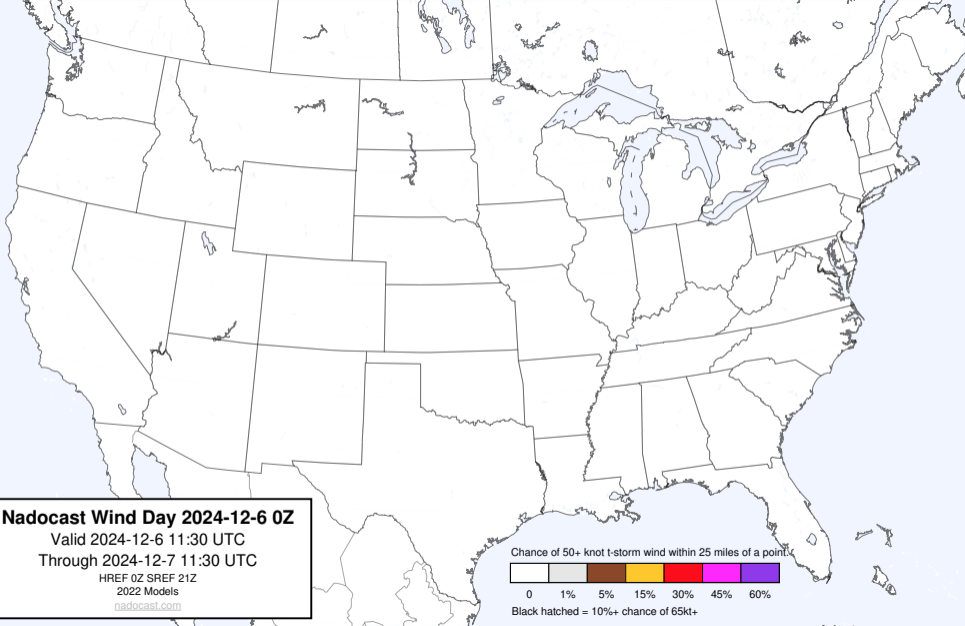 Nadocast Wind Day 2024-12-6 0Z
Valid 2024-12-6 11:30 UTC
Through 2024-12-7 11:30 UTC
HREF 0Z SREF 21Z
2022 Models
nadocast.com
Chance of 50+ knot t-storm wind within 25 miles of a point.
0 1% 5% 15% 30% 45% 60%
Black hatched = 10%+ chance of 65kt+